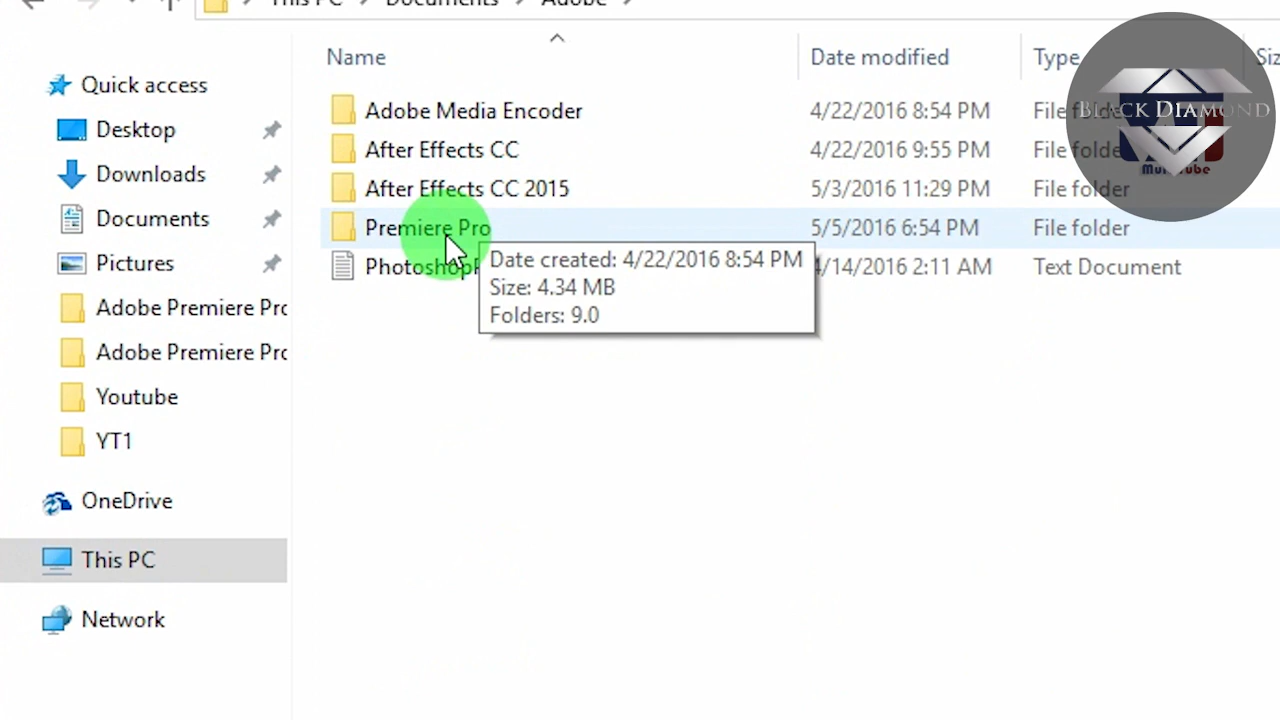 This PC Documents Adobe
Name Date modified Type Siz
Quick access
Desktop
Downloads
Documents
Pictures
Adobe Premiere Pro
Adobe Premiere Pro
Youtube
YT1
OneDrive
This PC
Network
Adobe Media Encoder 4/22/2016 8:54 PM File folde
After Effects CC 4/22/2016 9:55 PM File folde
After Effects CC 2015 5/3/2016 11:29 PM File folder
Premiere Pro 5/5/2016 6:54 PM File folder
Photoshop 4/14/2016 2:11 AM Text Document
Date created: 4/22/2016 8:54 PM
Size: 4.34 MB
Folders: 9.0
BLACK DIAMOND
MultiTube